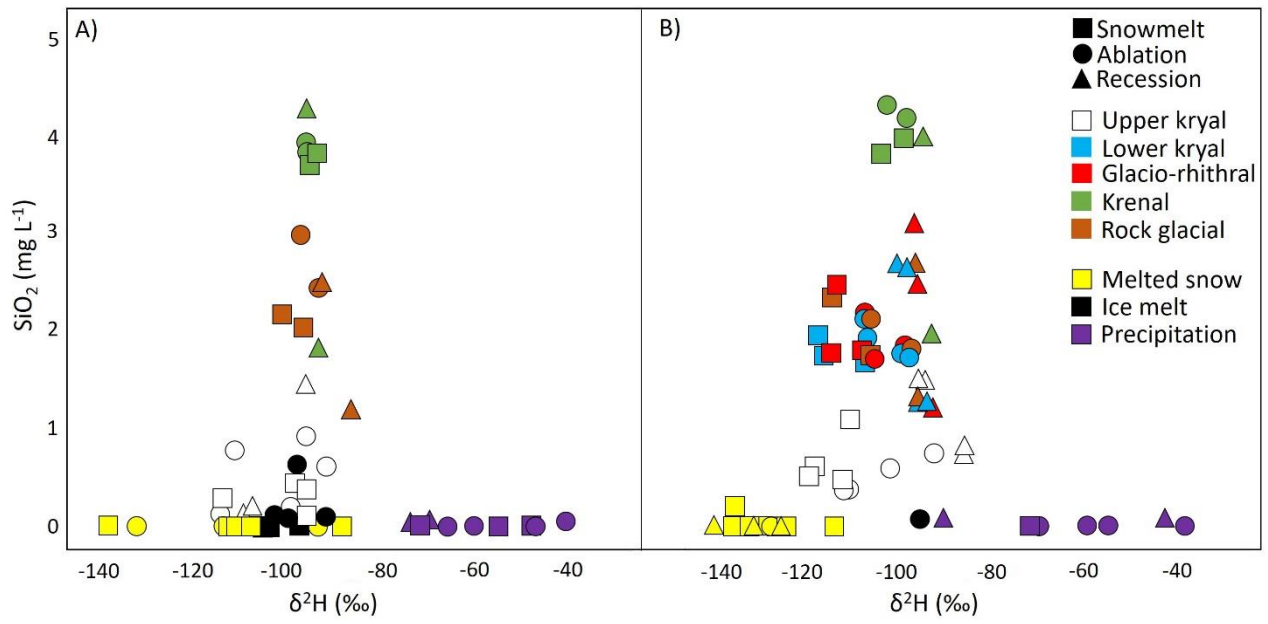 A)
B)
5
4
3
2
1
0
SiO2 (mg L-1)
-140 -120 -100 -80 -60 -40
δ2H (‰)
-140 -120 -100 -80 -60 -40
δ2H (‰)
Snowmelt
Ablation
Recession
Upper kryal
Lower kryal
Glacio-rhithral
Krenal
Rock glacial
Melted snow
Ice melt
Precipitation